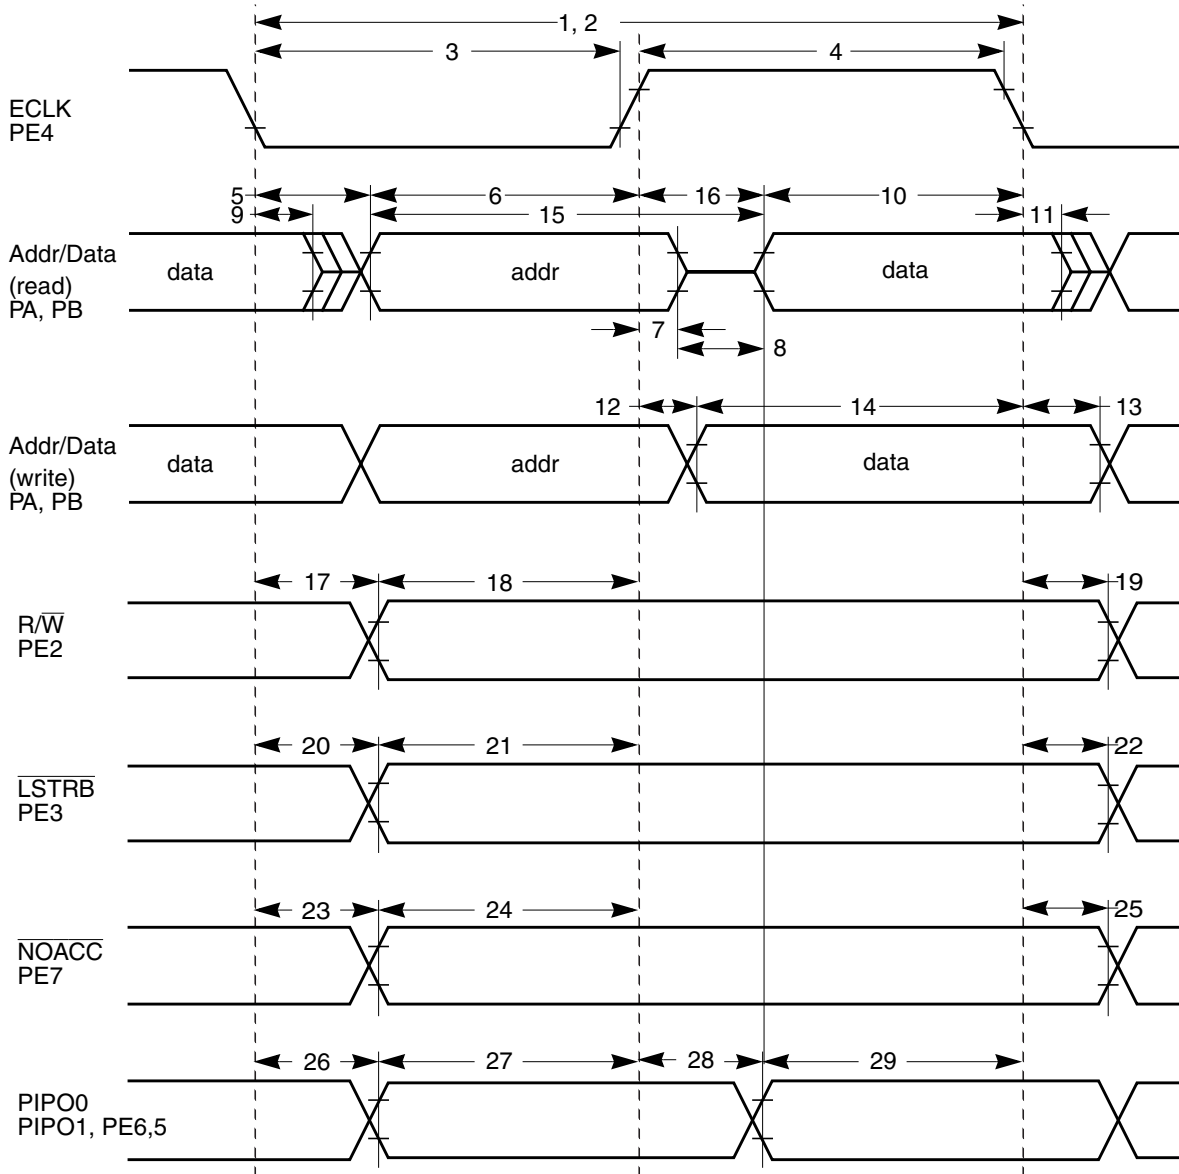 1, 2
3
4
ECLK
PE4
5
6
16
10
9
15
11
Addr/Data
(read)
PA, PB
data
addr
data
7
8
12
14
13
Addr/Data
(write)
PA, PB
data
addr
data
17
18
19
R/W̅
PE2
20
21
22
L̅S̅T̅R̅B̅
PE3
23
24
25
N̅O̅A̅C̅C̅
PE7
26
27
28
29
PIPO0
PIPO1, PE6,5